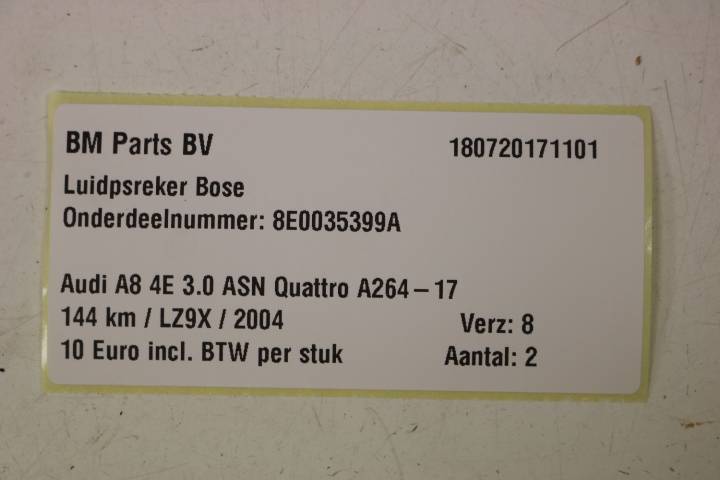 BM Parts BV 180720171101
Luidpsreker Bose
Onderdeelnummer: 8E0035399A
Audi A8 4E 3.0 ASN Quattro A264-17
144 km / LZ9X / 2004 Verz: 8
10 Euro incl. BTW per stuk Aantal: 2